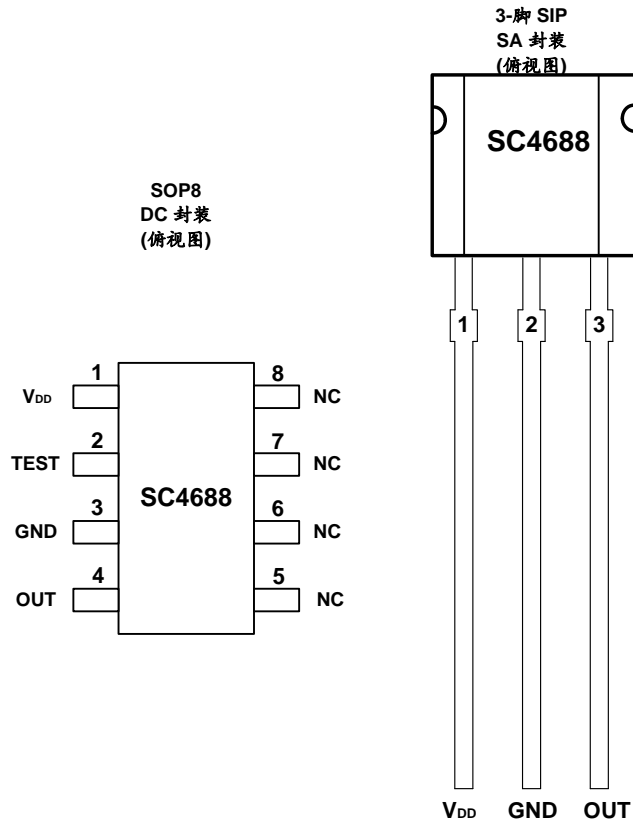 3-脚 SIP
SA 封装
(俯视图)
SC4688
1 2 3
VDD GND OUT
SOP8
DC 封装
(俯视图)
1 8
VDD NC
2 7
TEST NC
SC4688
3 6
GND NC
4 5
OUT NC